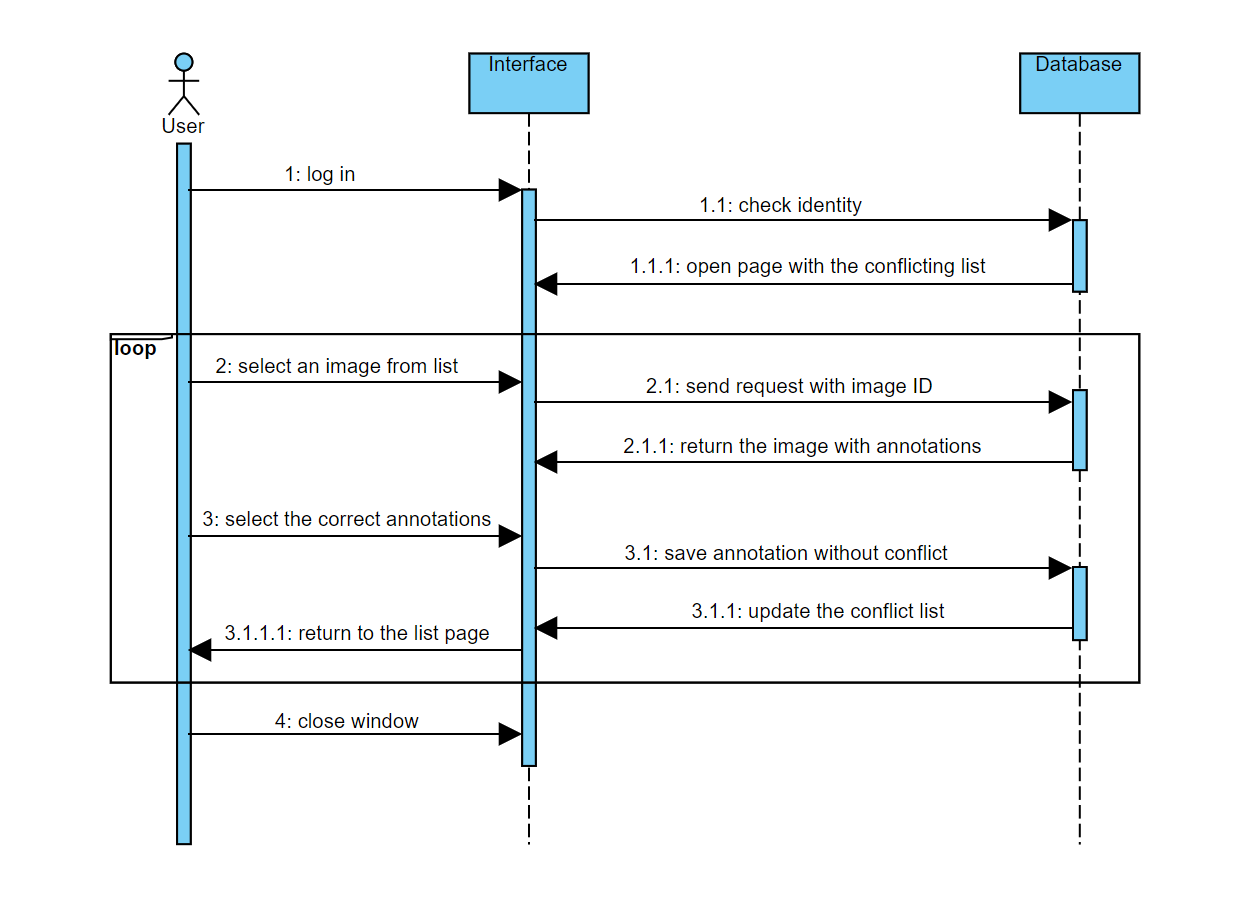 User
Interface
Database
1: log in
1.1: check identity
1.1.1: open page with the conflicting list
loop
2: select an image from list
2.1: send request with image ID
2.1.1: return the image with annotations
3: select the correct annotations
3.1: save annotation without conflict
3.1.1: update the conflict list
3.1.1.1: return to the list page
4: close window